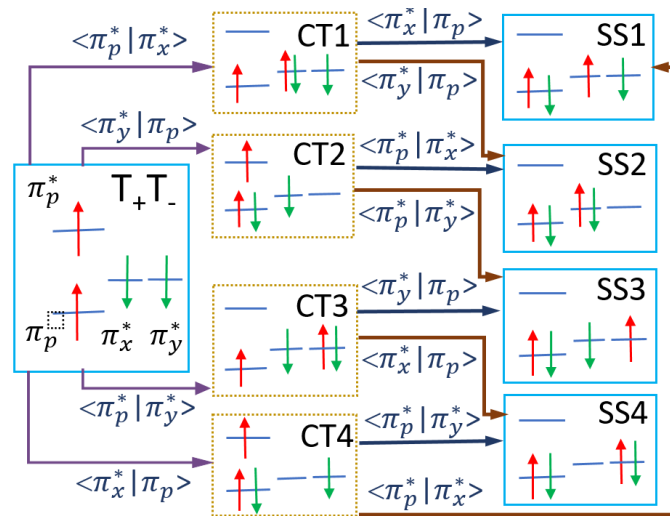 <π*p|π*x> CT1 <π*x|πp> SS1
<π*y|πp>
<π*y|πp> CT2 <π*p|π*x> SS2
π*p T+T- <π*p|π*y>
CT3 <π*y|πp> SS3
πp π*x π*y <π*x|πp>
<π*p|π*y> CT4 <π*p|π*y> SS4
<π*x|πp> <π*p|π*x>